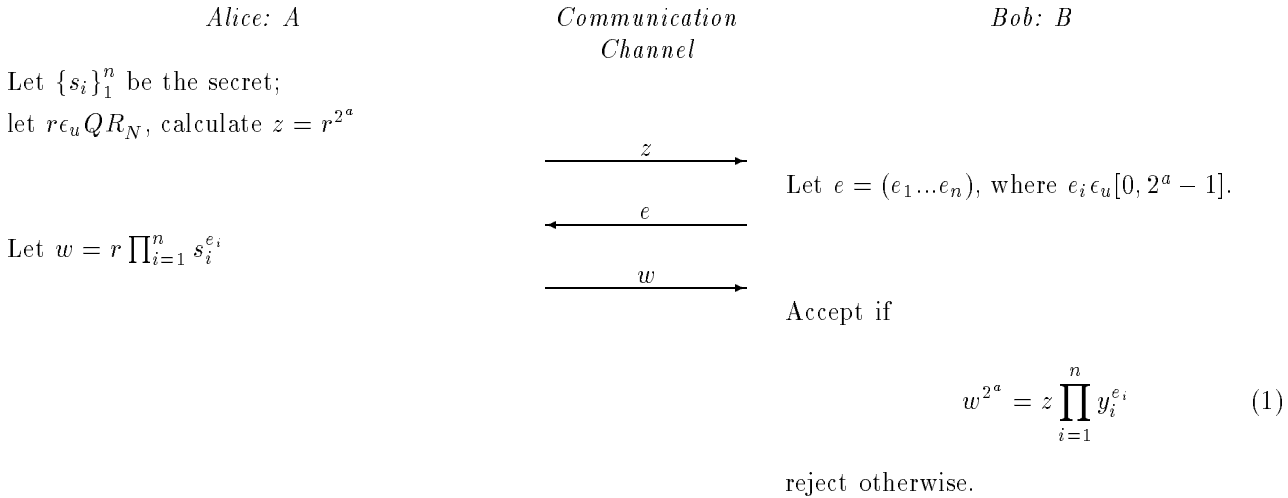 Alice: A Communication Bob: B
Channel
Let {s_i}_1^n be the secret;
let rϵ_u QR_N, calculate z = r^{2^a}
z
Let e = (e_1...e_n), where e_i ϵ_u [0, 2^a − 1].
e
Let w = r ∏_{i=1}^n s_i^{e_i}
w
Accept if
w^{2^a} = z ∏_{i=1}^n y_i^{e_i} (1)
reject otherwise.